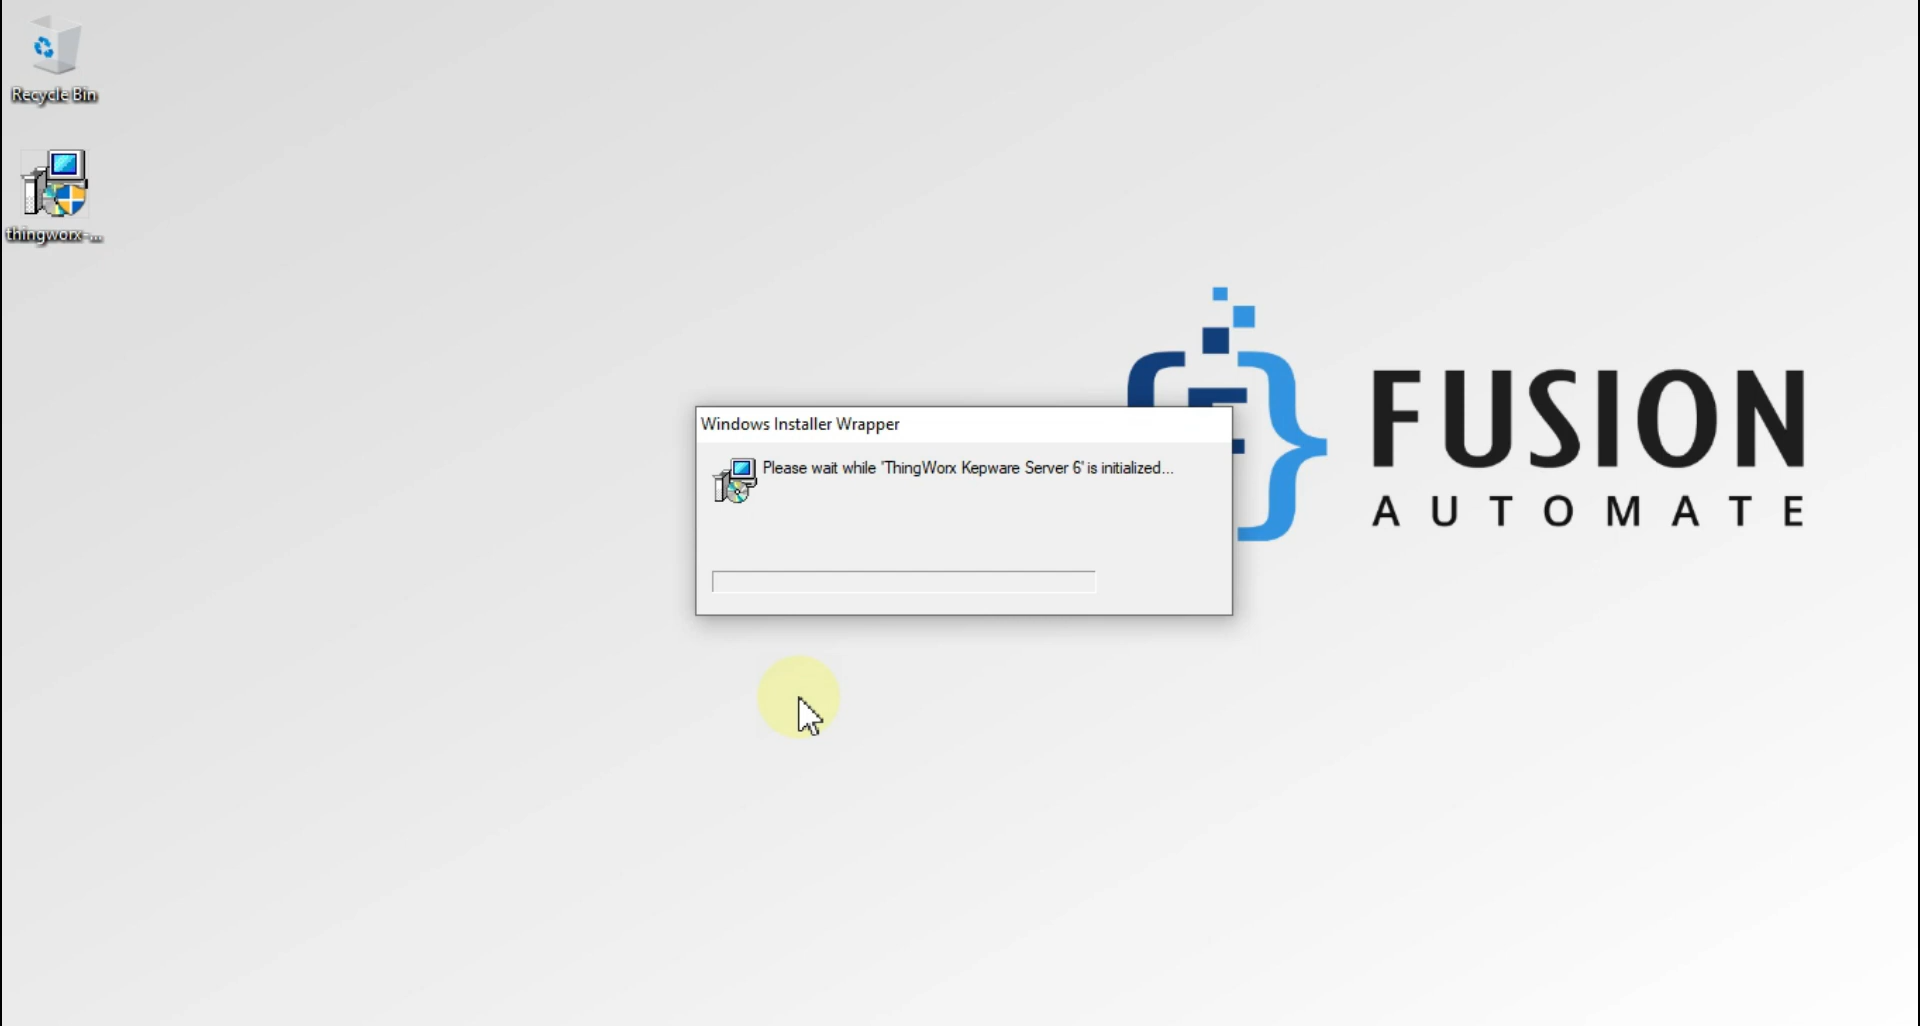 Recycle Bin
thingworx-...
Windows Installer Wrapper
Please wait while 'ThingWorx Kepware Server 6' is initialized...
FUSION
AUTOMATE